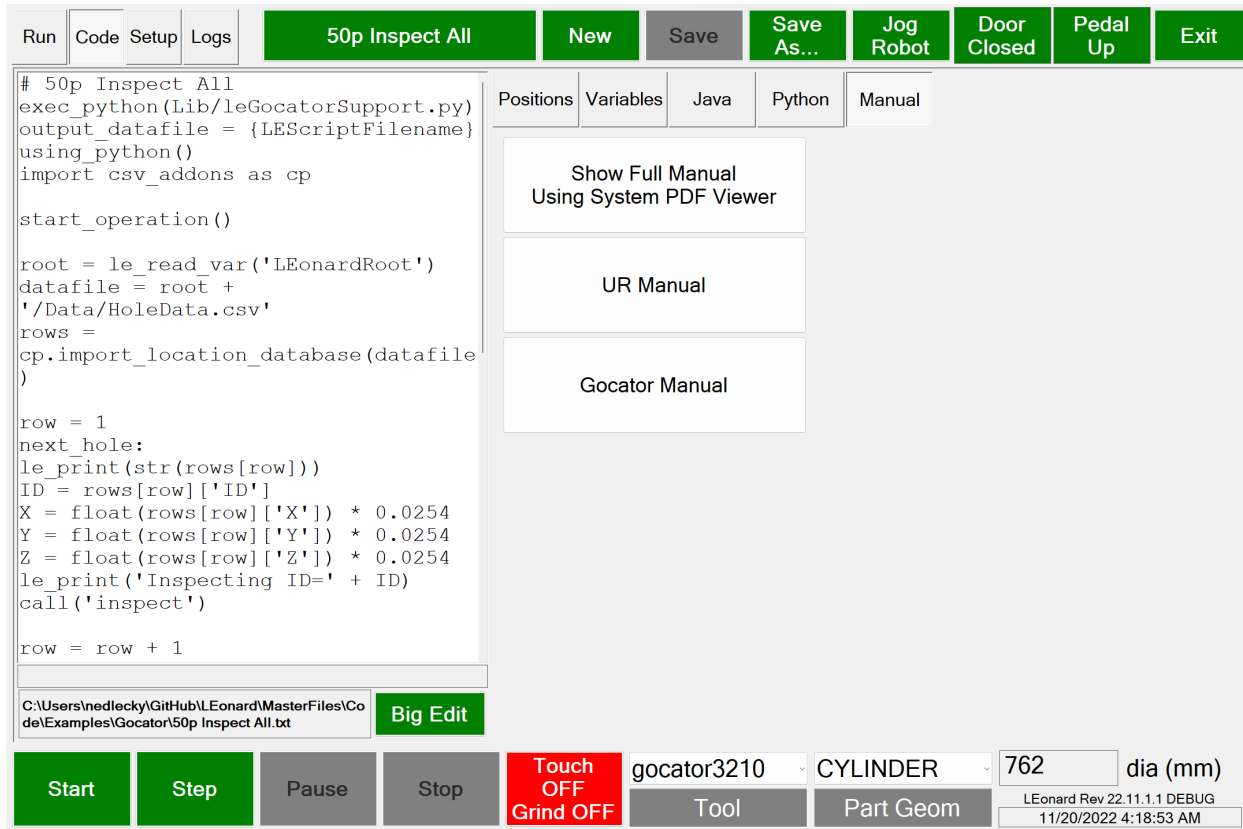 Run Code Setup Logs 50p Inspect All New Save Save As... Jog Robot Door Closed Pedal Up Exit
# 50p Inspect All
exec_python(Lib/leGocatorSupport.py)
output_datafile = {LEScriptFilename}
using_python()
import csv_addons as cp
start_operation()
root = le_read_var('LEonardRoot')
datafile = root +
'/Data/HoleData.csv'
rows =
cp.import_location_database(datafile
)
row = 1
next_hole:
le_print(str(rows[row]))
ID = rows[row]['ID']
X = float(rows[row]['X']) * 0.0254
Y = float(rows[row]['Y']) * 0.0254
Z = float(rows[row]['Z']) * 0.0254
le_print('Inspecting ID=' + ID)
call('inspect')
row = row + 1
C:\Users\nedlecky\GitHub\LEonard\MasterFiles\Co
de\Examples\Gocator\50p Inspect All.txt
Big Edit
Positions Variables Java Python Manual
Show Full Manual
Using System PDF Viewer
UR Manual
Gocator Manual
Start Step Pause Stop
Touch
OFF
Grind OFF
gocator3210
Tool
CYLINDER
Part Geom
762 dia (mm)
LEonard Rev 22.11.1.1 DEBUG
11/20/2022 4:18:53 AM